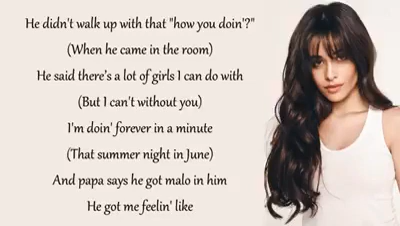 He didn't walk up with that "how you doin'?"
(When he came in the room)
He said there's a lot of girls I can do with
(But I can't without you)
I'm doin' forever in a minute
(That summer night in June)
And papa says he got malo in him
He got me feelin' like